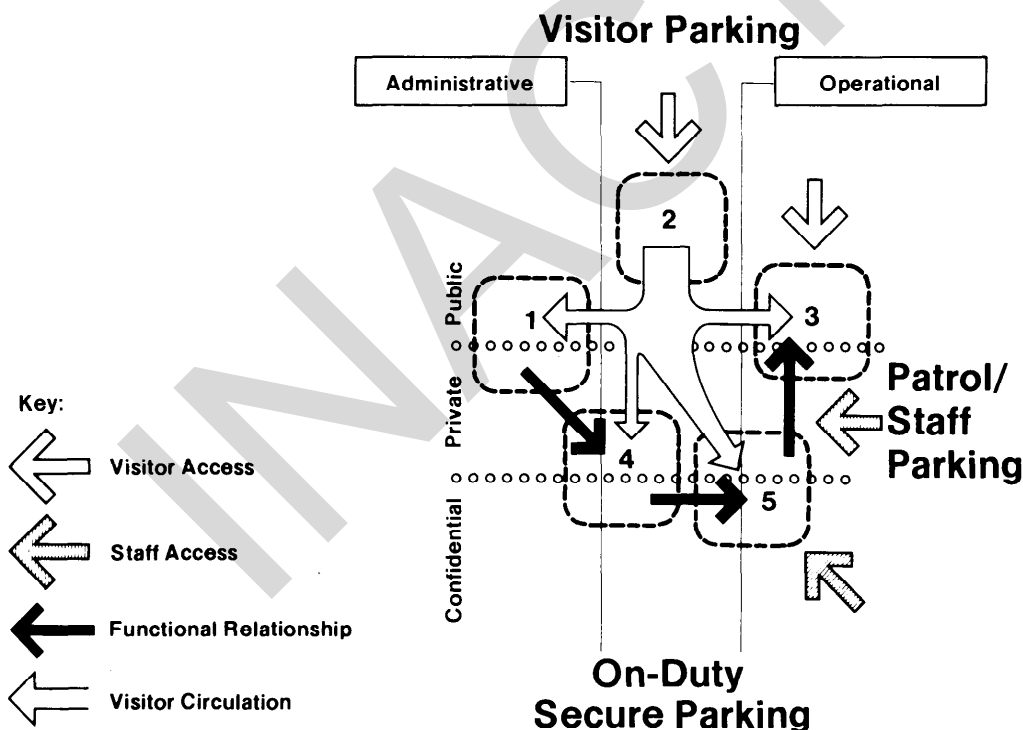 Visitor Parking
Administrative
Operational
2
Public
1
3
Private
Patrol/
Staff
Parking
Key:
4
Visitor Access
5
Confidential
Staff Access
Functional Relationship
On-Duty
Secure Parking
Visitor Circulation
INACT